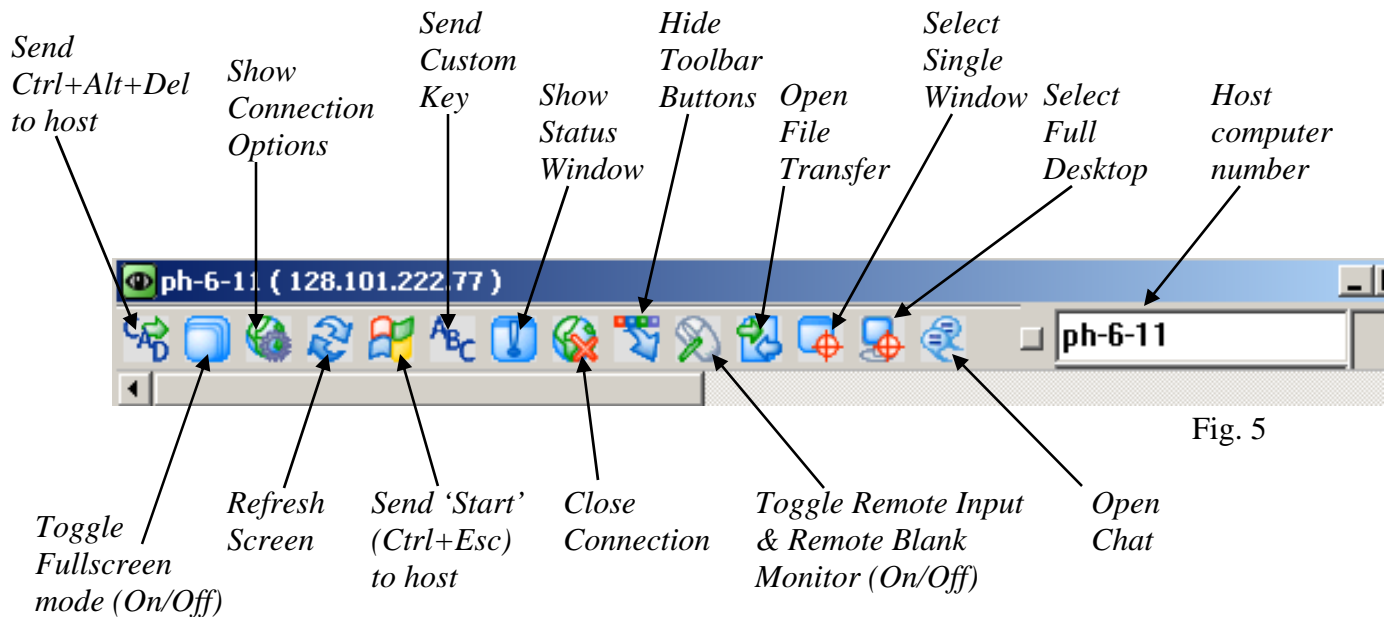 Send
Ctrl+Alt+Del
to host
Show
Connection
Options
Send
Custom
Key
Show
Status
Window
Hide
Toolbar
Buttons
Open
File
Transfer
Select
Single
Window
Select
Full
Desktop
Host
computer
number
ph-6-11 ( 128.101.222.77 )
CAD
ABC
ph-6-11
Fig. 5
Toggle
Fullscreen
mode (On/Off)
Refresh
Screen
Send ‘Start’
(Ctrl+Esc)
to host
Close
Connection
Toggle Remote Input
& Remote Blank
Monitor (On/Off)
Open
Chat